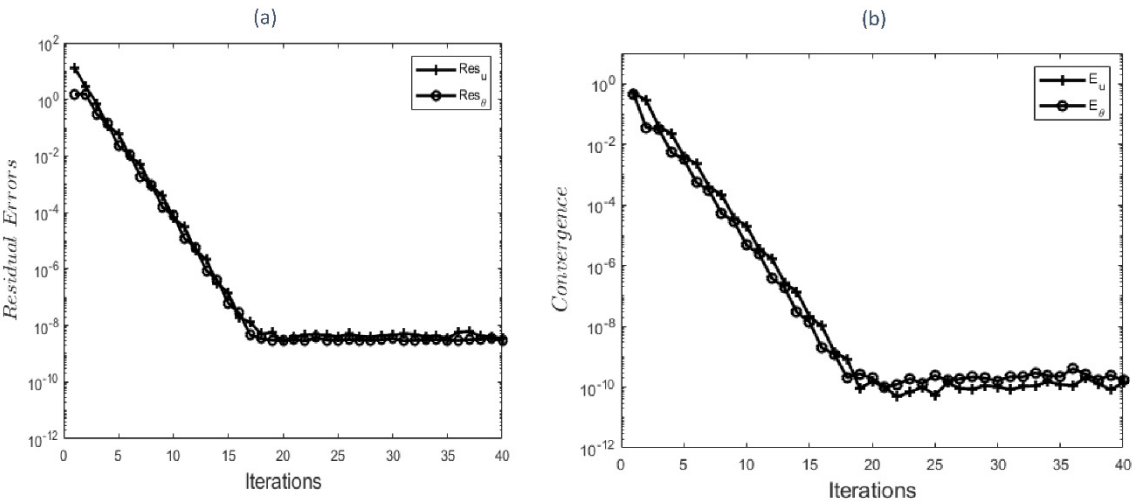 (a)
Residual Errors
10^2
10^0
10^-2
10^-4
10^-6
10^-8
10^-10
10^-12
0 5 10 15 20 25 30 35 40
Iterations
Res_u
Res_θ
(b)
Convergence
10^0
10^-2
10^-4
10^-6
10^-8
10^-10
10^-12
0 5 10 15 20 25 30 35 40
Iterations
E_u
E_θ